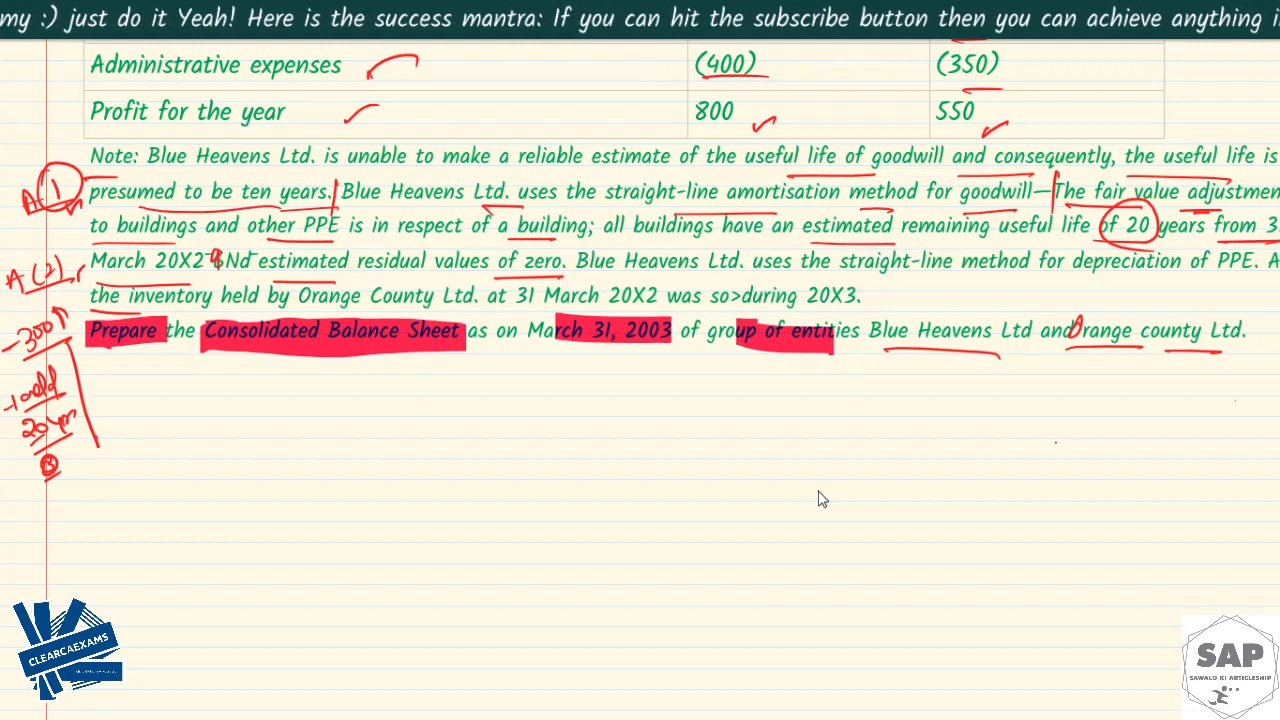 my :) just do it Yeah! Here is the success mantra: If you can hit the subscribe button then you can achieve anything
Administrative expenses (400) (350)
Profit for the year 800 550
Note: Blue Heavens Ltd. is unable to make a reliable estimate of the useful life of goodwill and consequently, the useful life is
A (1) presumed to be ten years. Blue Heavens Ltd. uses the straight-line amortisation method for goodwill—The fair value adjustmen
to buildings and other PPE is in respect of a building; all buildings have an estimated remaining useful life of 20 years from 3
A (2) March 20X2 Nd estimated residual values of zero. Blue Heavens Ltd. uses the straight-line method for depreciation of PPE. A
the inventory held by Orange County Ltd. at 31 March 20X2 was so>during 20X3.
Prepare the Consolidated Balance Sheet as on March 31, 2003 of group of entities Blue Heavens Ltd and Orange county Ltd.
300
CLEARCAEXAMS
SAP
SAWALO KI ARTICLESHIP